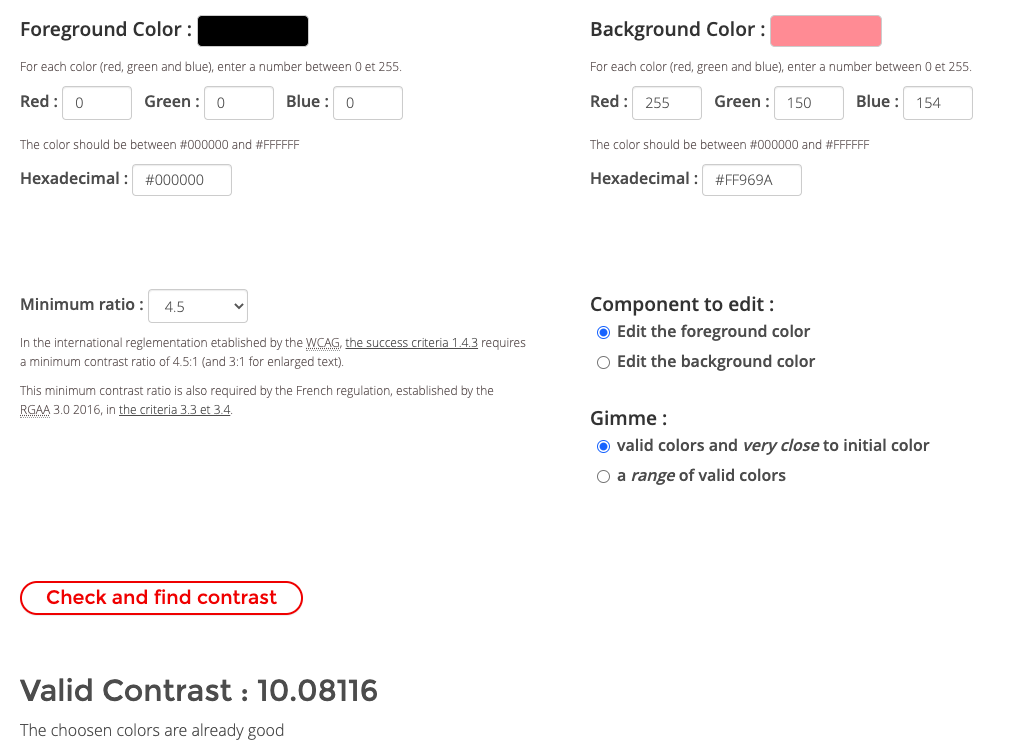 Foreground Color :
Background Color :
For each color (red, green and blue), enter a number between 0 et 255.
For each color (red, green and blue), enter a number between 0 et 255.
Red : 0 Green : 0 Blue : 0
Red : 255 Green : 150 Blue : 154
The color should be between #000000 and #FFFFFF
The color should be between #000000 and #FFFFFF
Hexadecimal : #000000
Hexadecimal : #FF969A
Minimum ratio : 4.5
In the international reglementation etablished by the WCAG, the success criteria 1.4.3 requires
a minimum contrast ratio of 4.5:1 (and 3:1 for enlarged text).
This minimum contrast ratio is also required by the French regulation, established by the
RGAA 3.0 2016, in the criteria 3.3 et 3.4.
Component to edit :
Edit the foreground color
Edit the background color
Gimme :
valid colors and very close to initial color
a range of valid colors
Check and find contrast
Valid Contrast : 10.08116
The choosen colors are already good